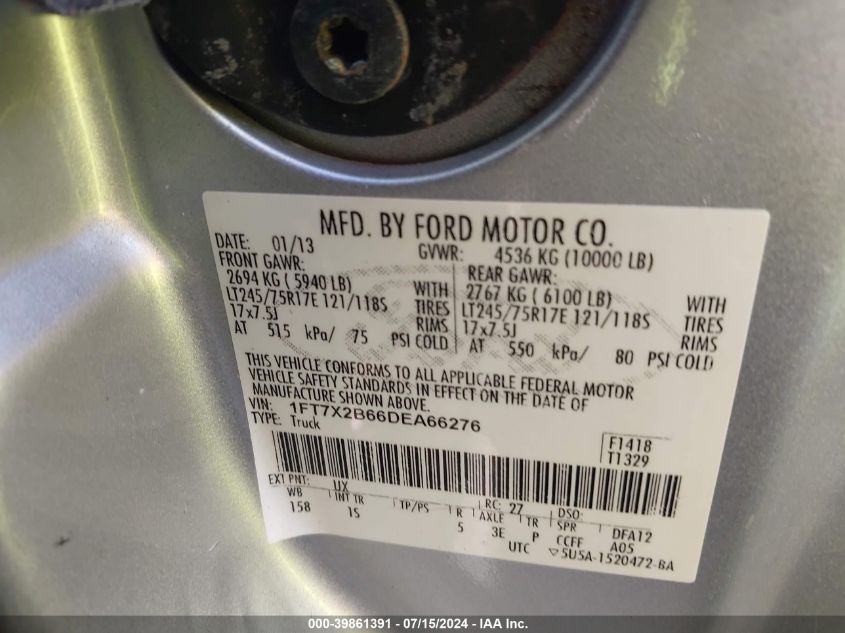 MFD. BY FORD MOTOR CO.
DATE: 01/13 GVWR: 4536 KG (10000 LB)
FRONT GAWR: REAR GAWR:
2694 KG ( 5940 LB) WITH 2767 KG ( 6100 LB) WITH
LT245/75R17E 121/118S TIRES LT245/75R17E 121/118S TIRES
17x7.5J RIMS 17x7.5J RIMS
AT 515 kPa/ 75 PSI COLD AT 550 kPa/ 80 PSI COLD
THIS VEHICLE CONFORMS TO ALL APPLICABLE FEDERAL MOTOR
VEHICLE SAFETY STANDARDS IN EFFECT ON THE DATE OF
MANUFACTURE SHOWN ABOVE.
VIN: 1FT7X2B66DEA66276
TYPE: Truck
F1418
T1329
EXT PNT: UX RC: 27 DSO:
WB INT TR TP/PS R AXLE TR SPR DFA12
158 1S 5 3E P CCFF A05
UTC ▽5U5A-1520472-BA
000-39861391 - 07/15/2024 - IAA Inc.